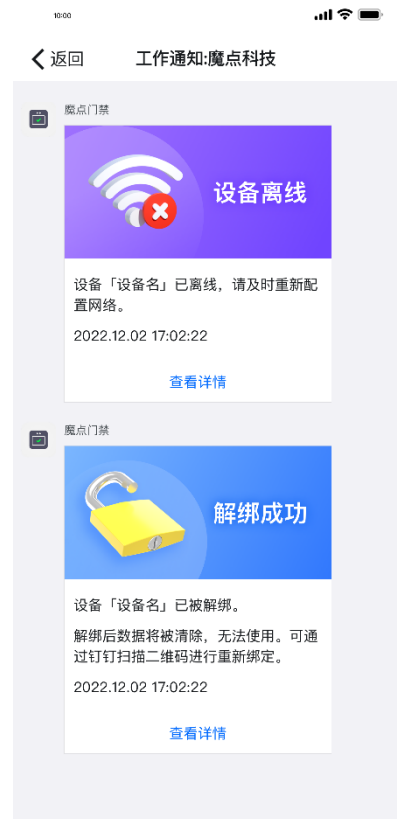 10:00
返回
工作通知:魔点科技
魔点门禁
设备离线
设备「设备名」已离线，请及时重新配
置网络。
2022.12.02 17:02:22
查看详情
魔点门禁
解绑成功
设备「设备名」已被解绑。
解绑后数据将被清除，无法使用。可通
过钉钉扫描二维码进行重新绑定。
2022.12.02 17:02:22
查看详情